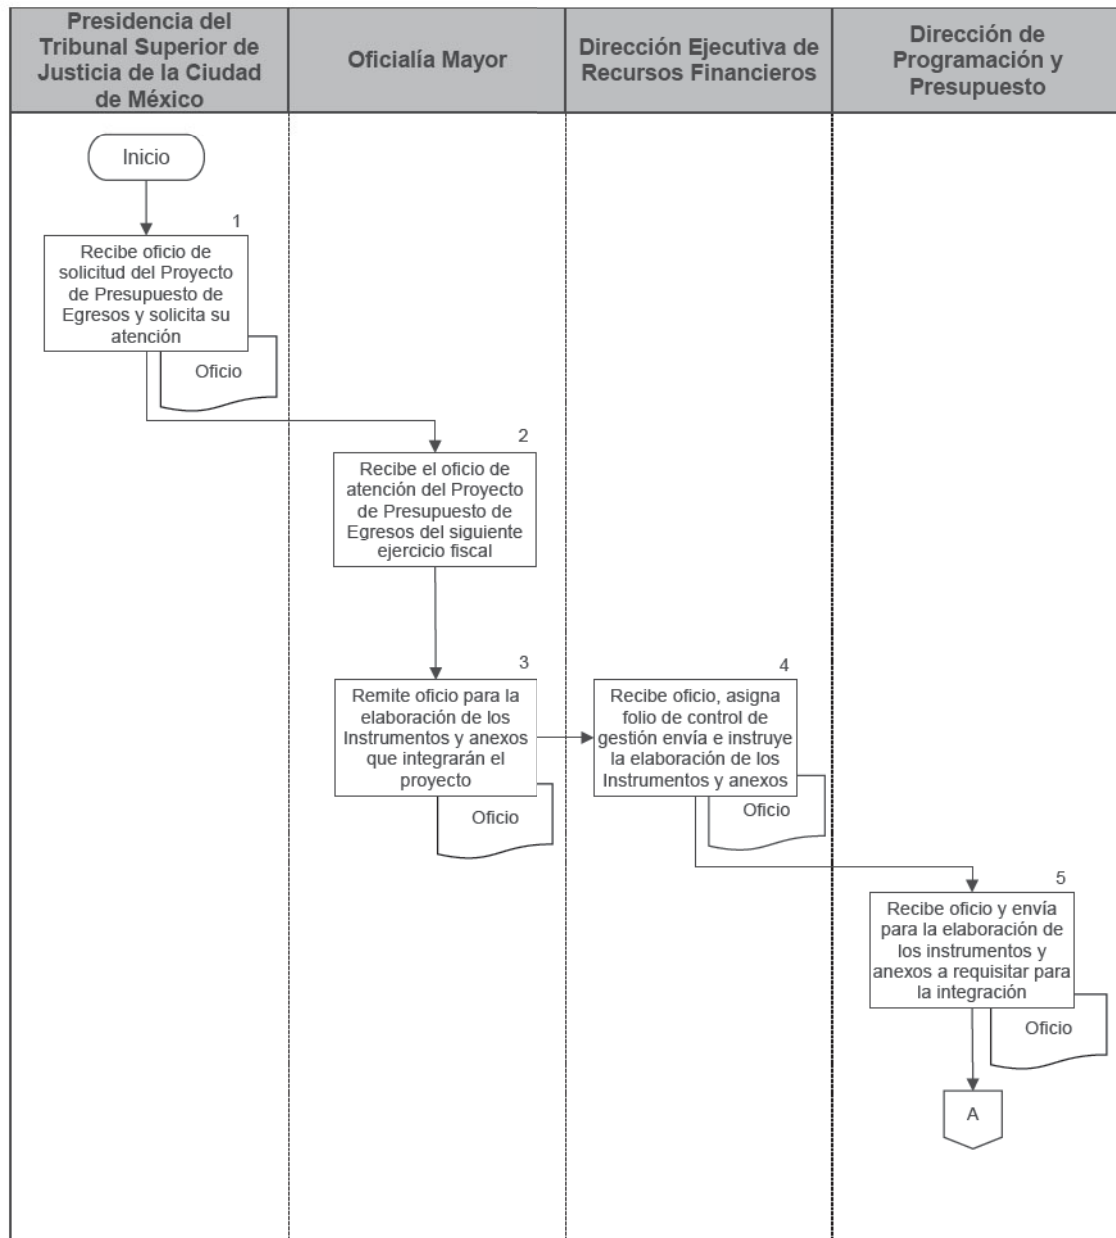 Presidencia del
Tribunal Superior de
Justicia de la Ciudad
de México
Oficialía Mayor
Dirección Ejecutiva de
Recursos Financieros
Dirección de
Programación y
Presupuesto
Inicio
1
Recibe oficio de
solicitud del Proyecto
de Presupuesto de
Egresos y solicita su
atención
Oficio
2
Recibe el oficio de
atención del Proyecto
de Presupuesto de
Egresos del siguiente
ejercicio fiscal
3
Remite oficio para la
elaboración de los
Instrumentos y anexos
que integrarán el
proyecto
Oficio
4
Recibe oficio, asigna
folio de control de
gestión envía e instruye
la elaboración de los
Instrumentos y anexos
Oficio
5
Recibe oficio y envía
para la elaboración de
los instrumentos y
anexos a requisitar para
la integración
Oficio
A